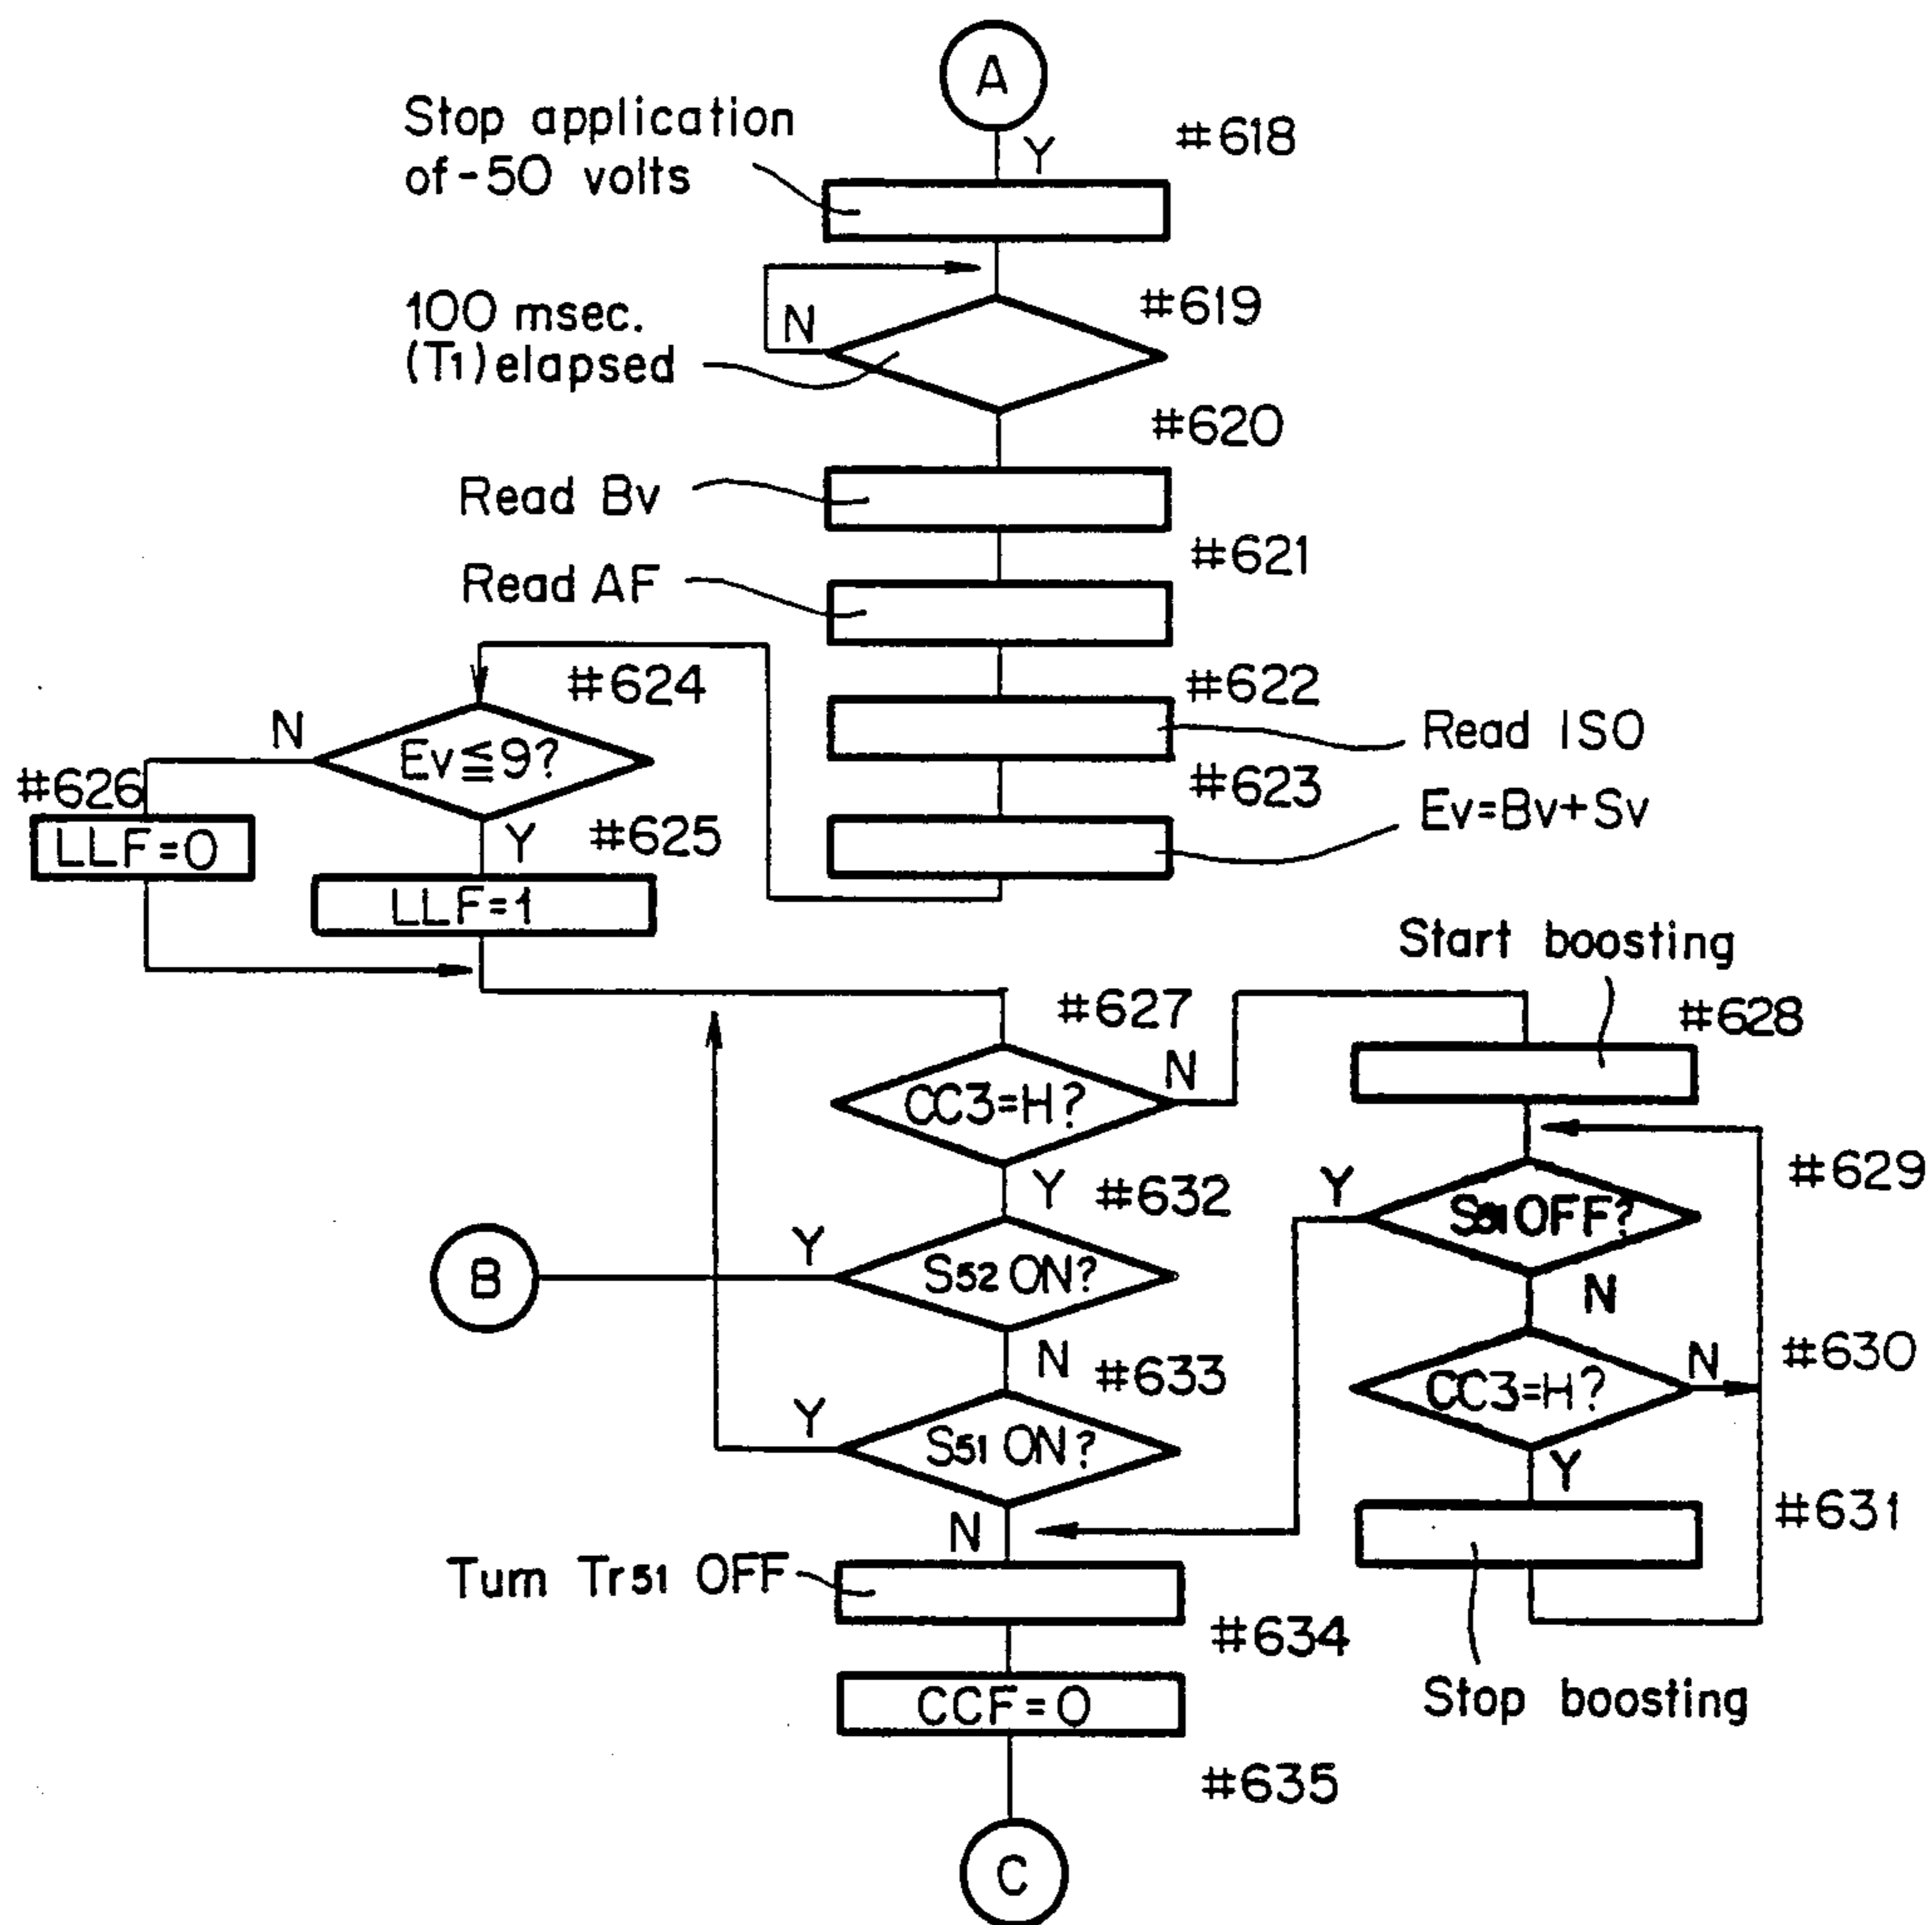 A
Stop application
of -50 volts
Y
#618
100 msec.
(T1) elapsed
N
#619
#620
Read Bv
#621
Read AF
#622
Read ISO
#623
Ev=Bv+Sv
#624
N
Ev≦9?
#626
LLF=0
Y
#625
LLF=1
Start boosting
#627
#628
CC3=H?
N
Y
#632
#629
Y
S51 OFF?
B
Y
S52 ON?
N
N
#633
#630
CC3=H?
N
Y
S51 ON?
Y
N
#631
Turn Tr51 OFF
#634
Stop boosting
CCF=0
#635
C